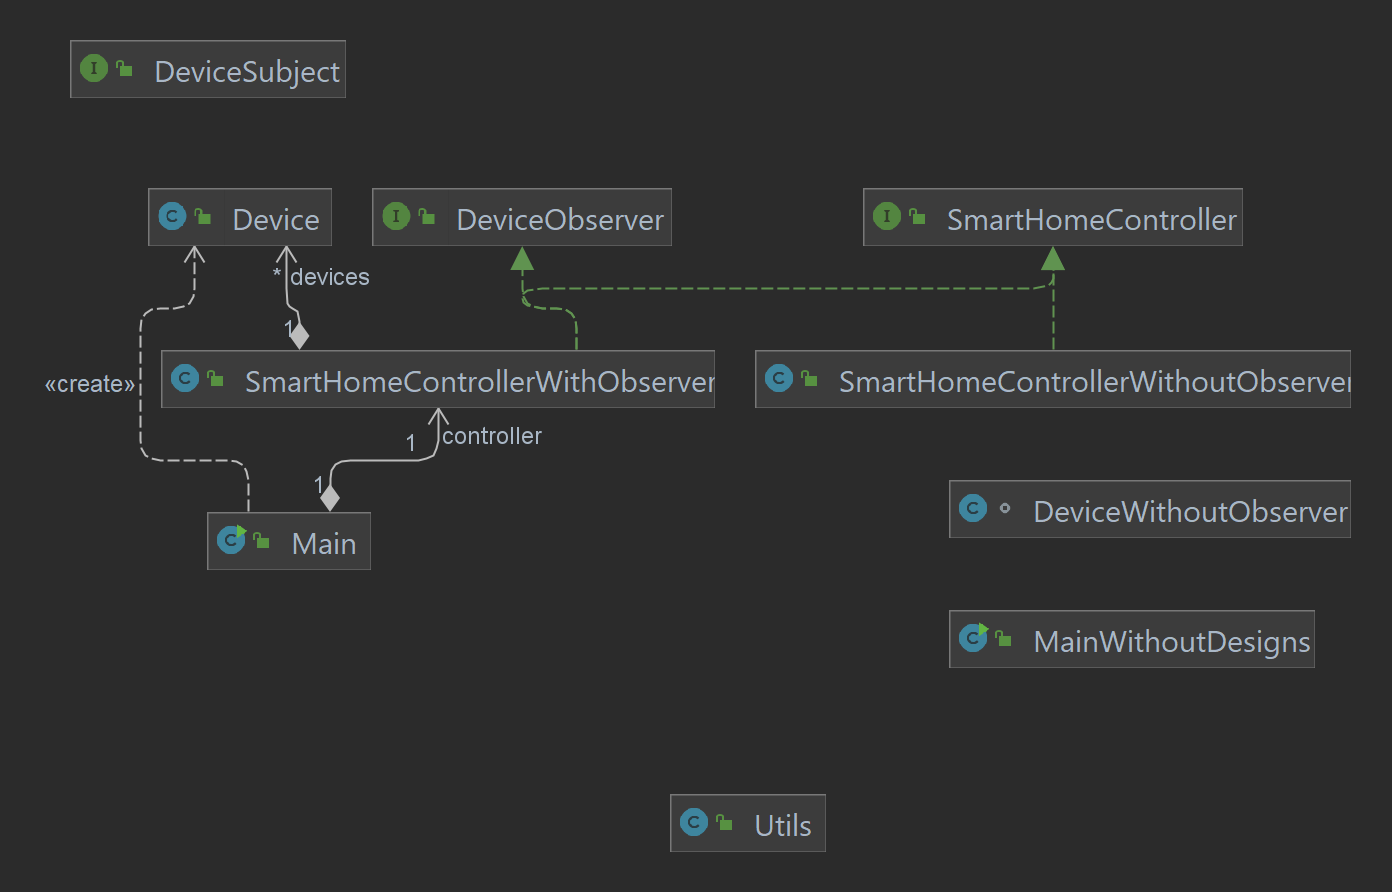 I DeviceSubject
C Device
I DeviceObserver
I SmartHomeController
* devices
1
«create»
C SmartHomeControllerWithObserver
C SmartHomeControllerWithoutObserver
1 controller
1
C DeviceWithoutObserver
C Main
C MainWithoutDesigns
C Utils